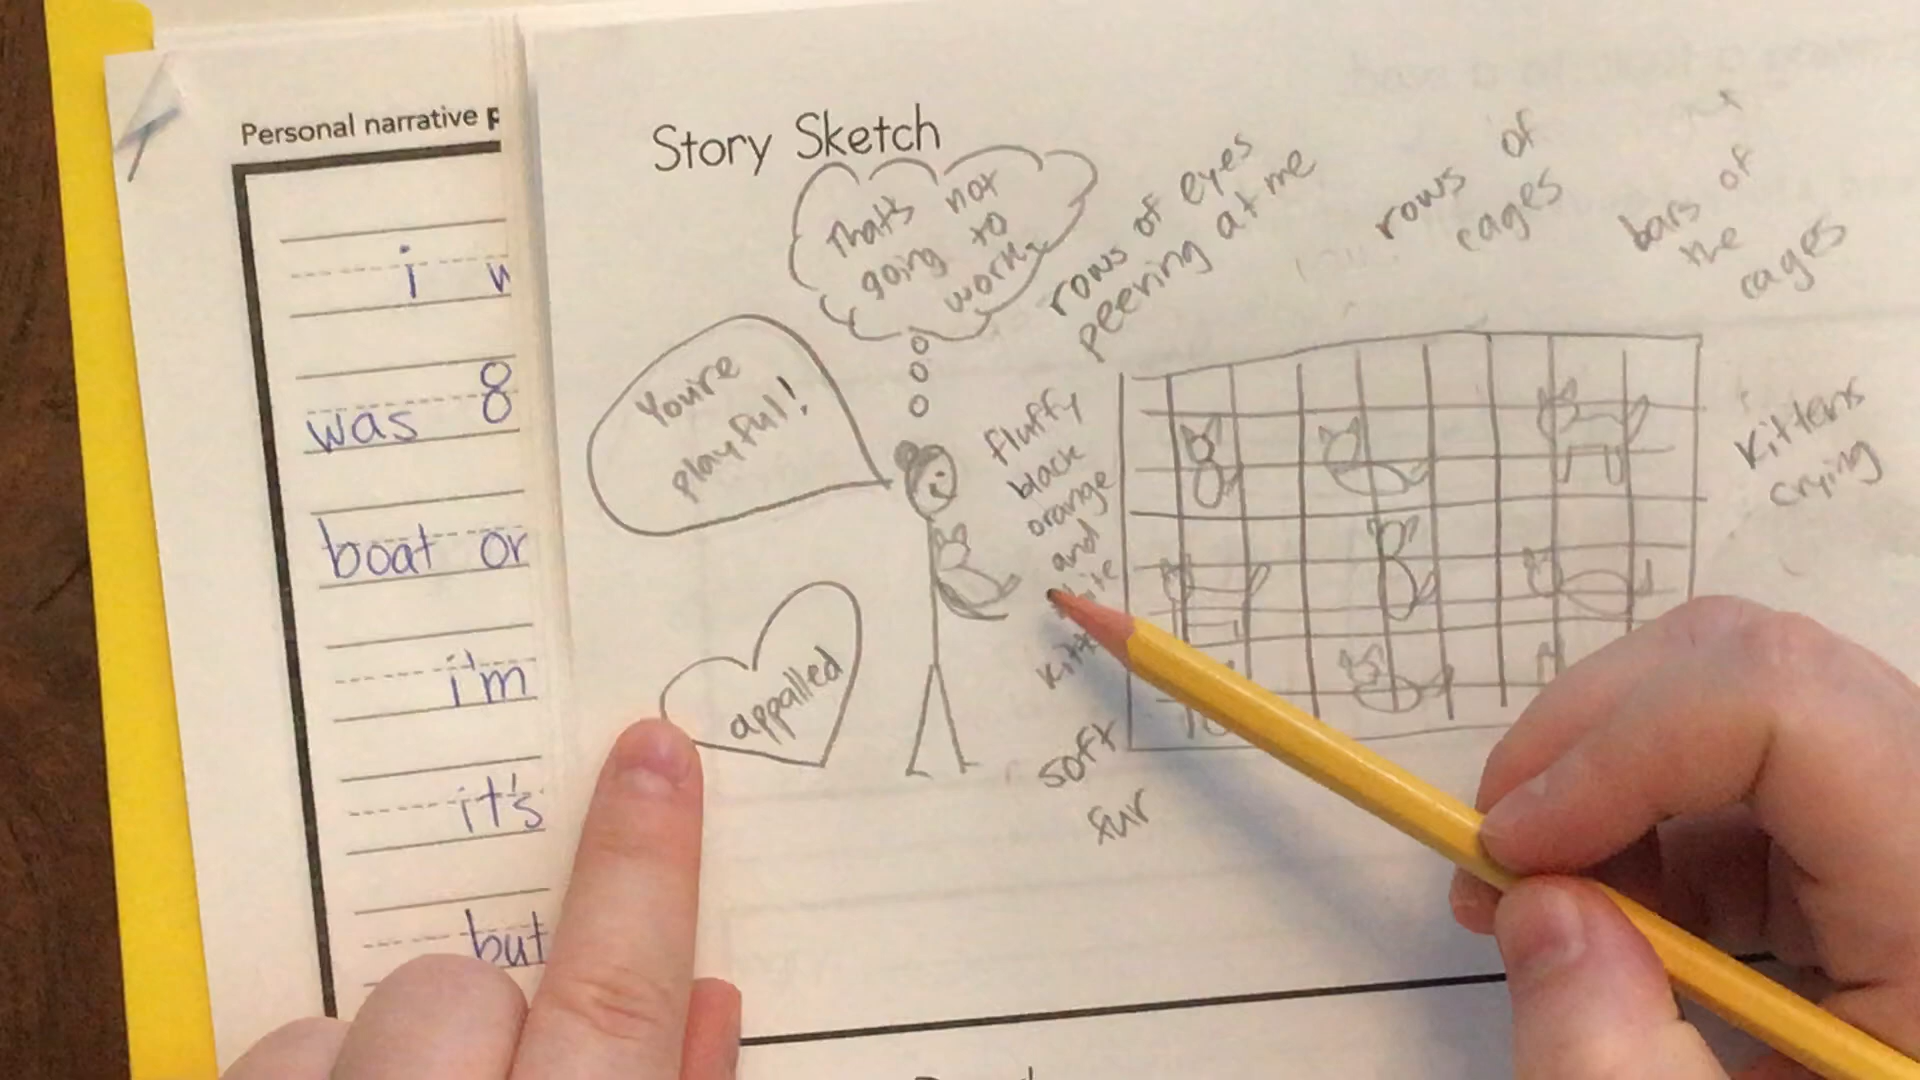 Personal narrative p
i w
was 8
boat or
i'm
it's
but
Story Sketch
That's not
going to
work.
You're
playful!
appalled
rows of eyes
peering at me
rows of
cages
bars of
the
cages
fluffy
black
orange
and
soft
fur
kittens
crying